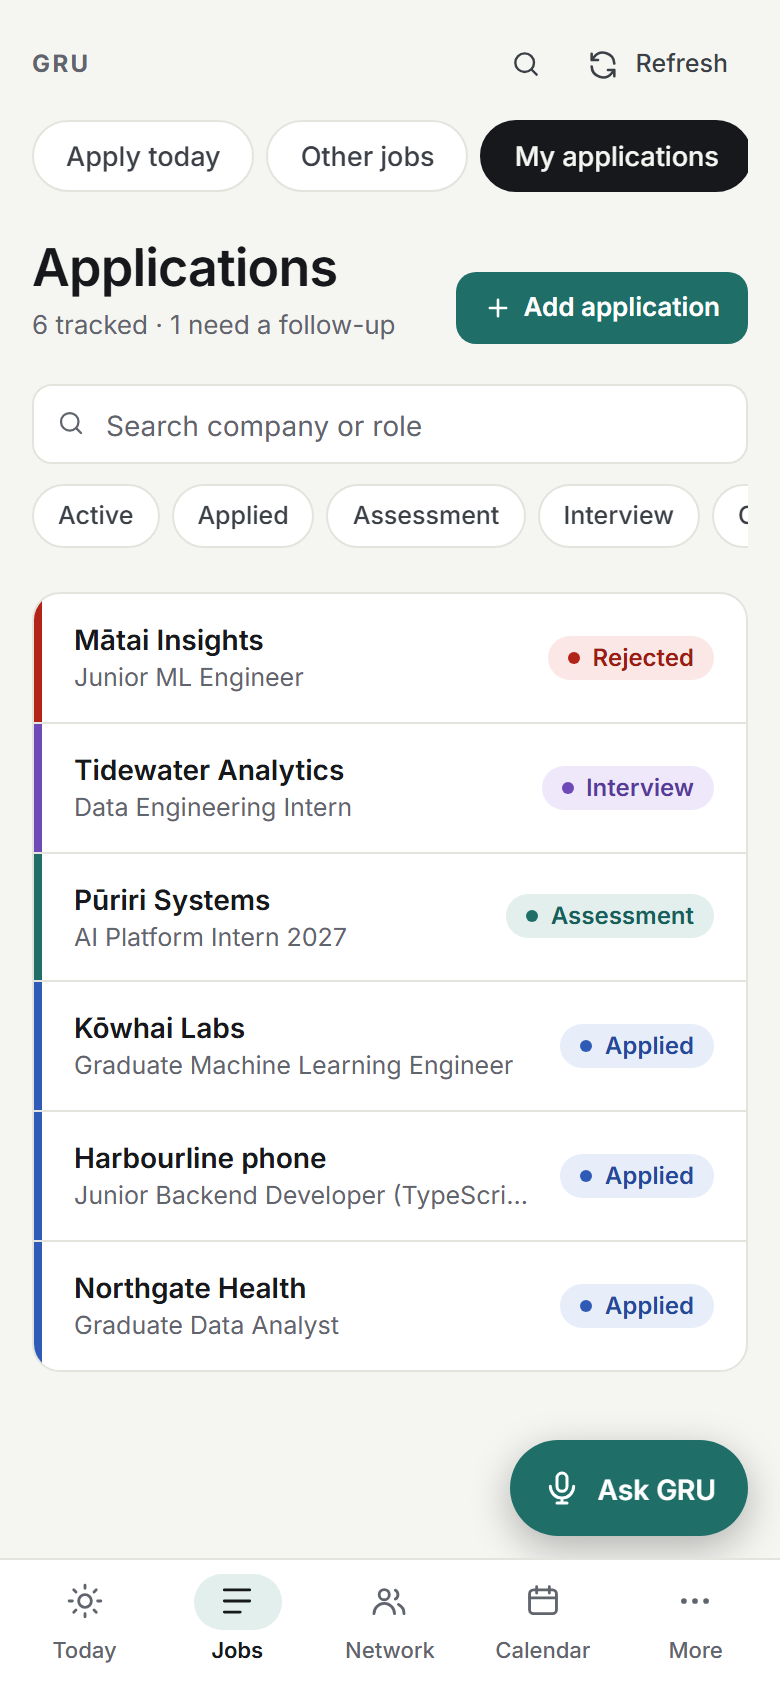 GRU
Refresh
Apply today
Other jobs
My applications
Applications
6 tracked · 1 need a follow-up
+ Add application
Search company or role
Active
Applied
Assessment
Interview
Mātai Insights
Junior ML Engineer
Rejected
Tidewater Analytics
Data Engineering Intern
Interview
Pūriri Systems
AI Platform Intern 2027
Assessment
Kōwhai Labs
Graduate Machine Learning Engineer
Applied
Harbourline phone
Junior Backend Developer (TypeScri...
Applied
Northgate Health
Graduate Data Analyst
Applied
Ask GRU
Today
Jobs
Network
Calendar
More